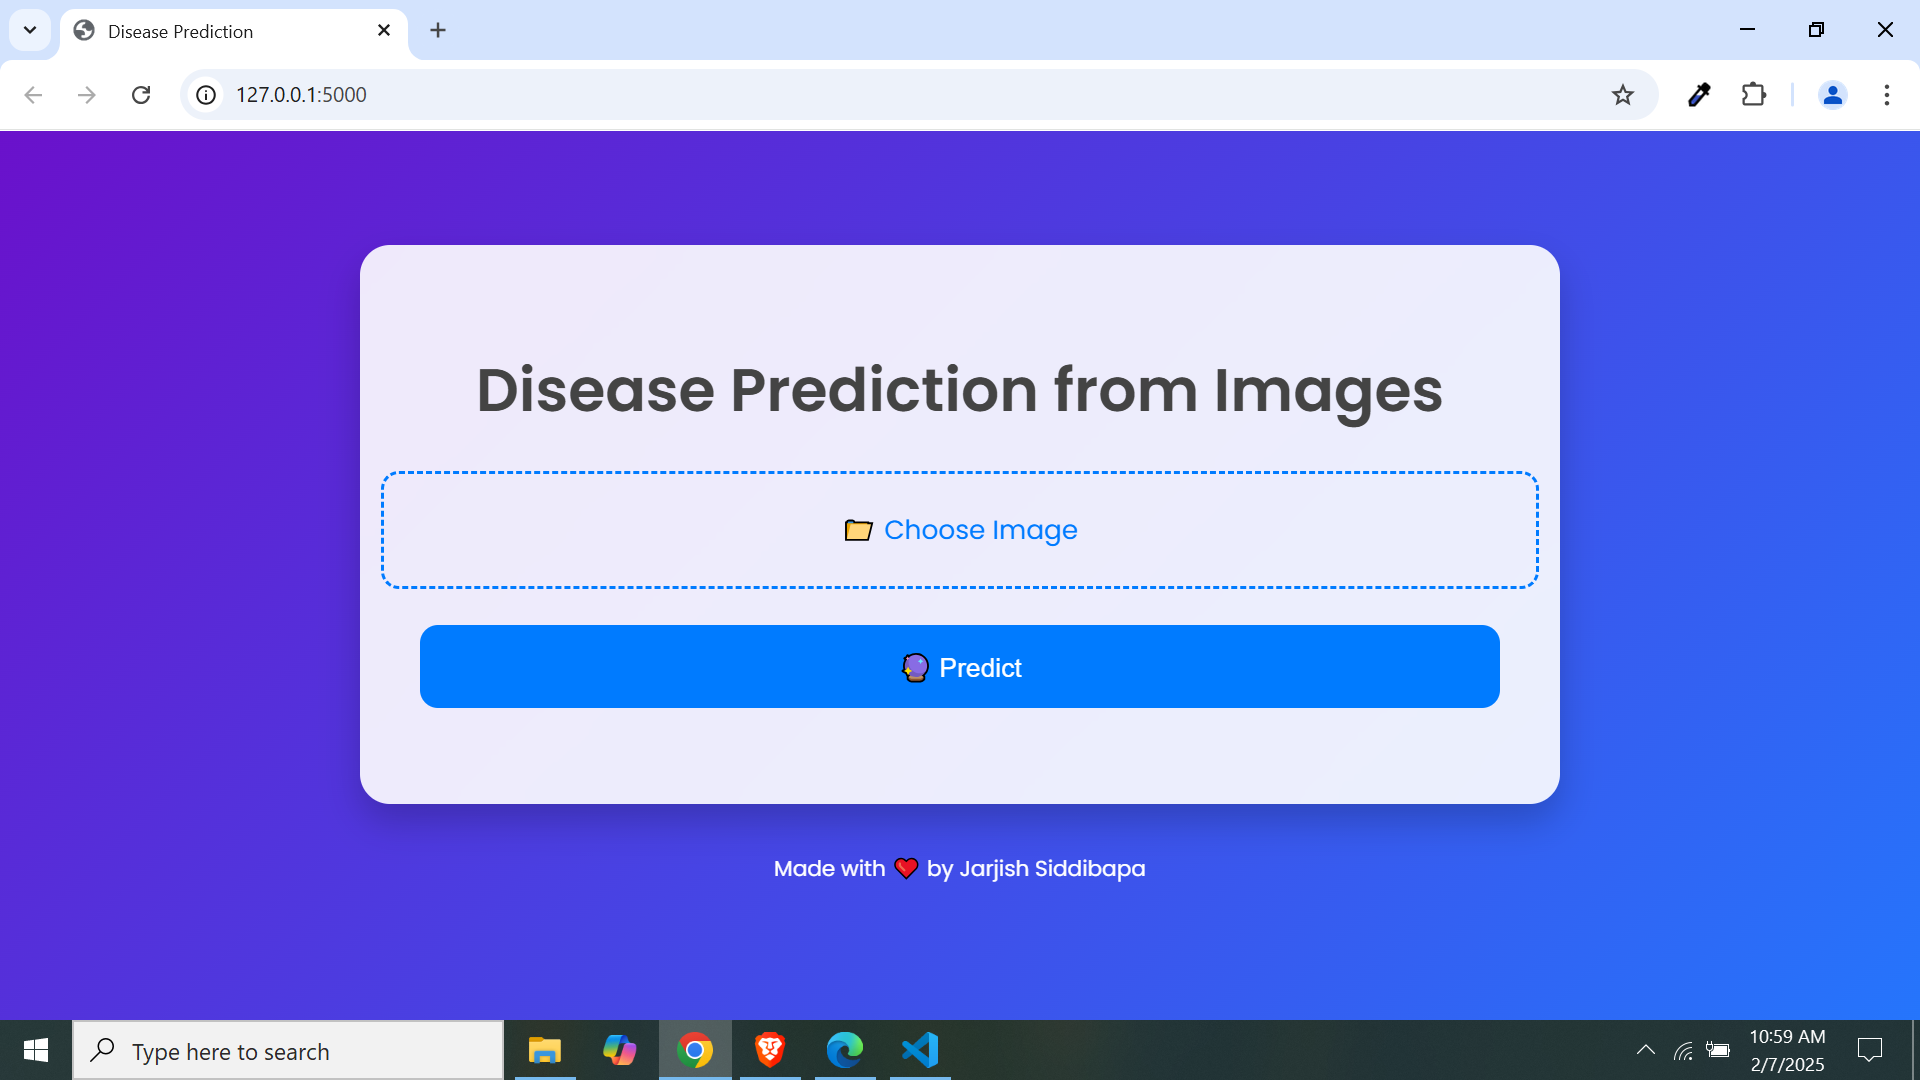 Disease Prediction
127.0.0.1:5000
Disease Prediction from Images
📁 Choose Image
🔮 Predict
Made with ❤️ by Jarjish Siddibapa
Type here to search
10:59 AM
2/7/2025